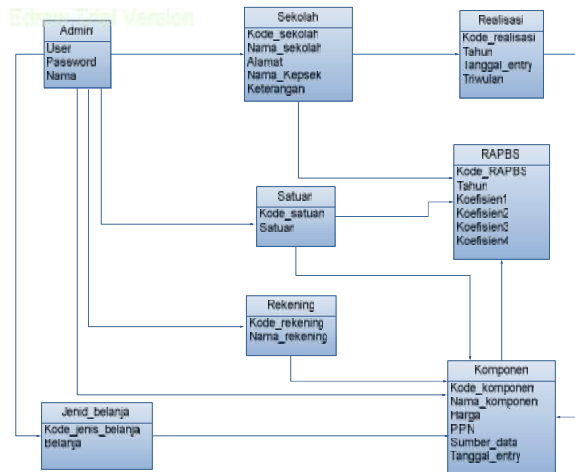 Edraw Trial Version
Admin
User
Password
Nama
Sekolah
Kode_sekolah
Nama_sekolah
Alamat
Nama_Kepsek
Keterangan
Realisasi
Kode_realisasi
Tahun
Tanggal_entry
Triwulan
RAPBS
Kode_RAPBS
Tahun
Koefisien1
Koefisien2
Koefisien3
Koefisien4
Satuan
Kode_satuan
Satuan
Rekening
Kode_rekening
Nama_rekening
Komponen
Kode_komponen
Nama_komponen
Harga
PPN
Sumber_data
Tanggal_entry
Jenid_belanja
Kode_jenis_belanja
Belanja